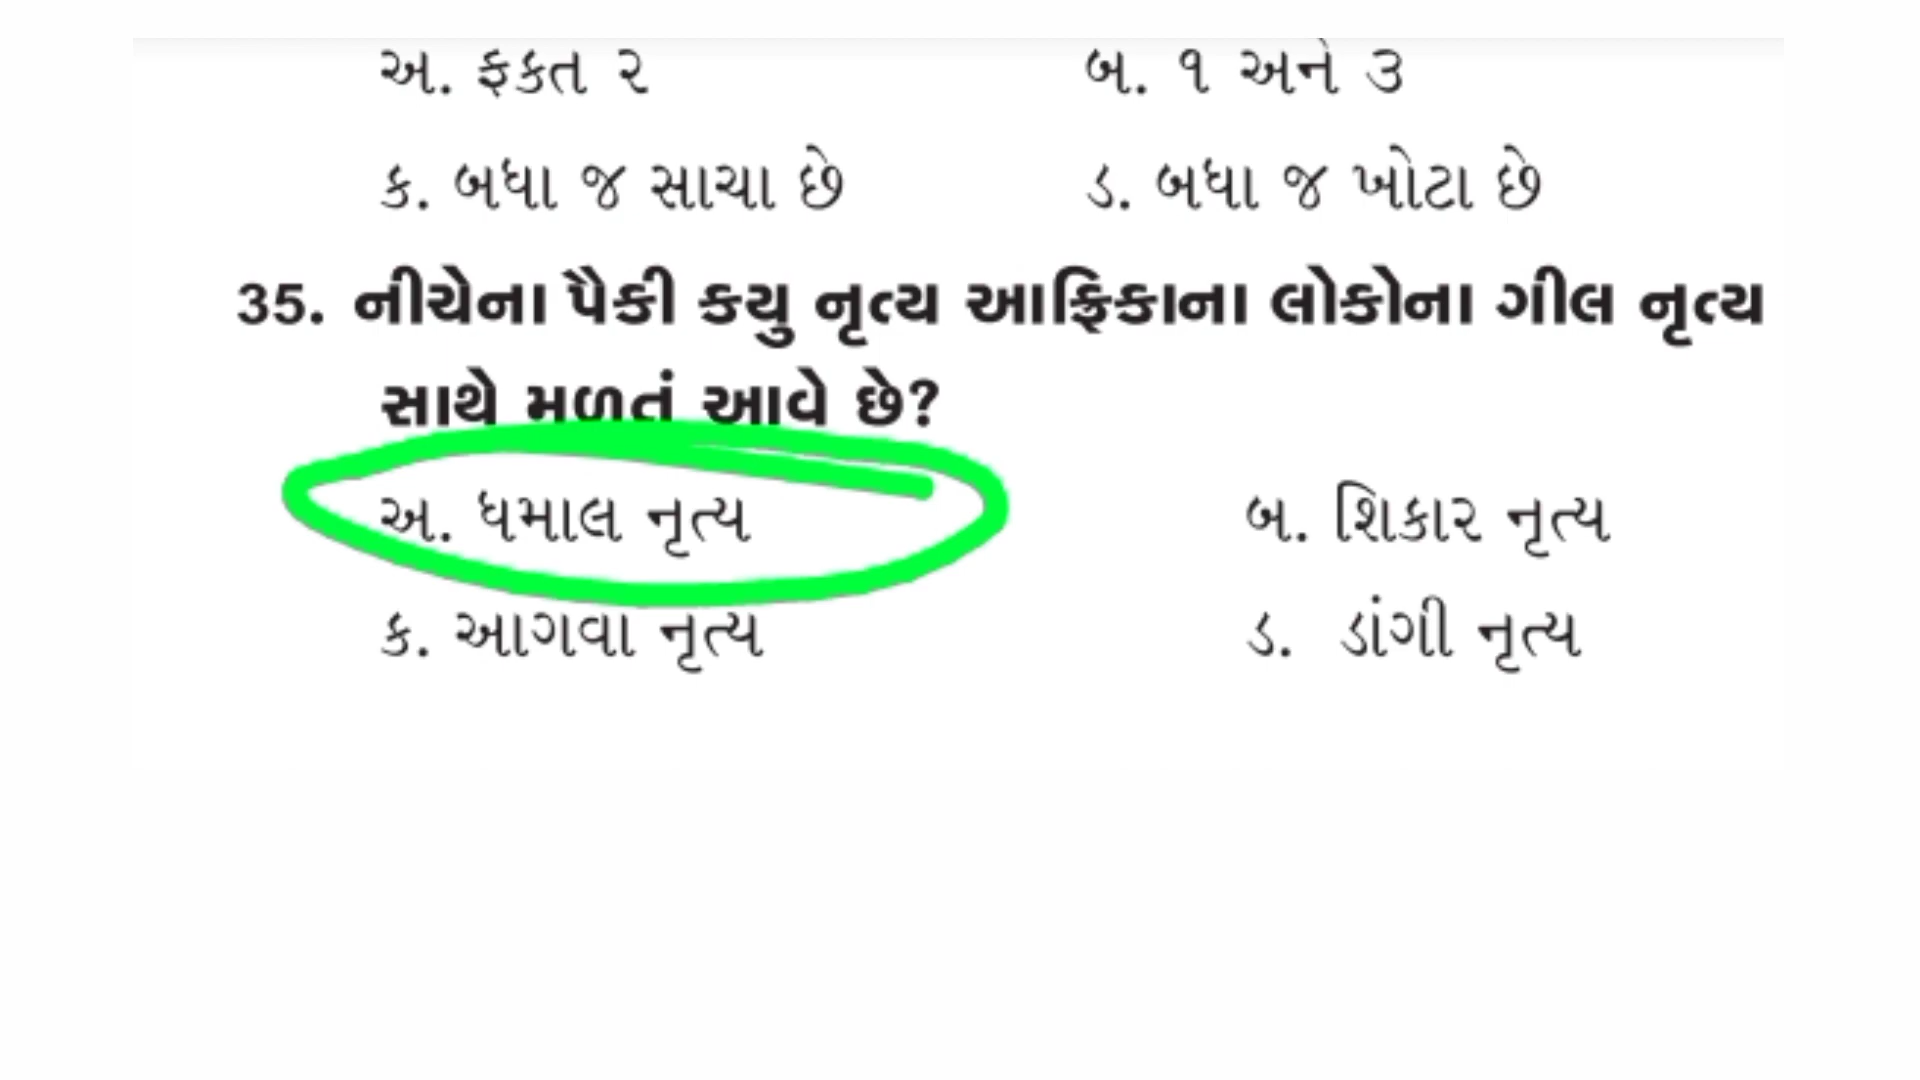 અ. ફકત ૨ બ. ૧ અને ૩
ક. બધા જ સાચા છે ડ. બધા જ ખોટા છે
35. નીચેના પૈકી કયુ નૃત્ય આફ્રિકાના લોકોના ગીલ નૃત્ય
સાથે મળતં આવે છે?
અ. ધમાલ નૃત્ય બ. શિકાર નૃત્ય
ક. આગવા નૃત્ય ડ. ડાંગી નૃત્ય